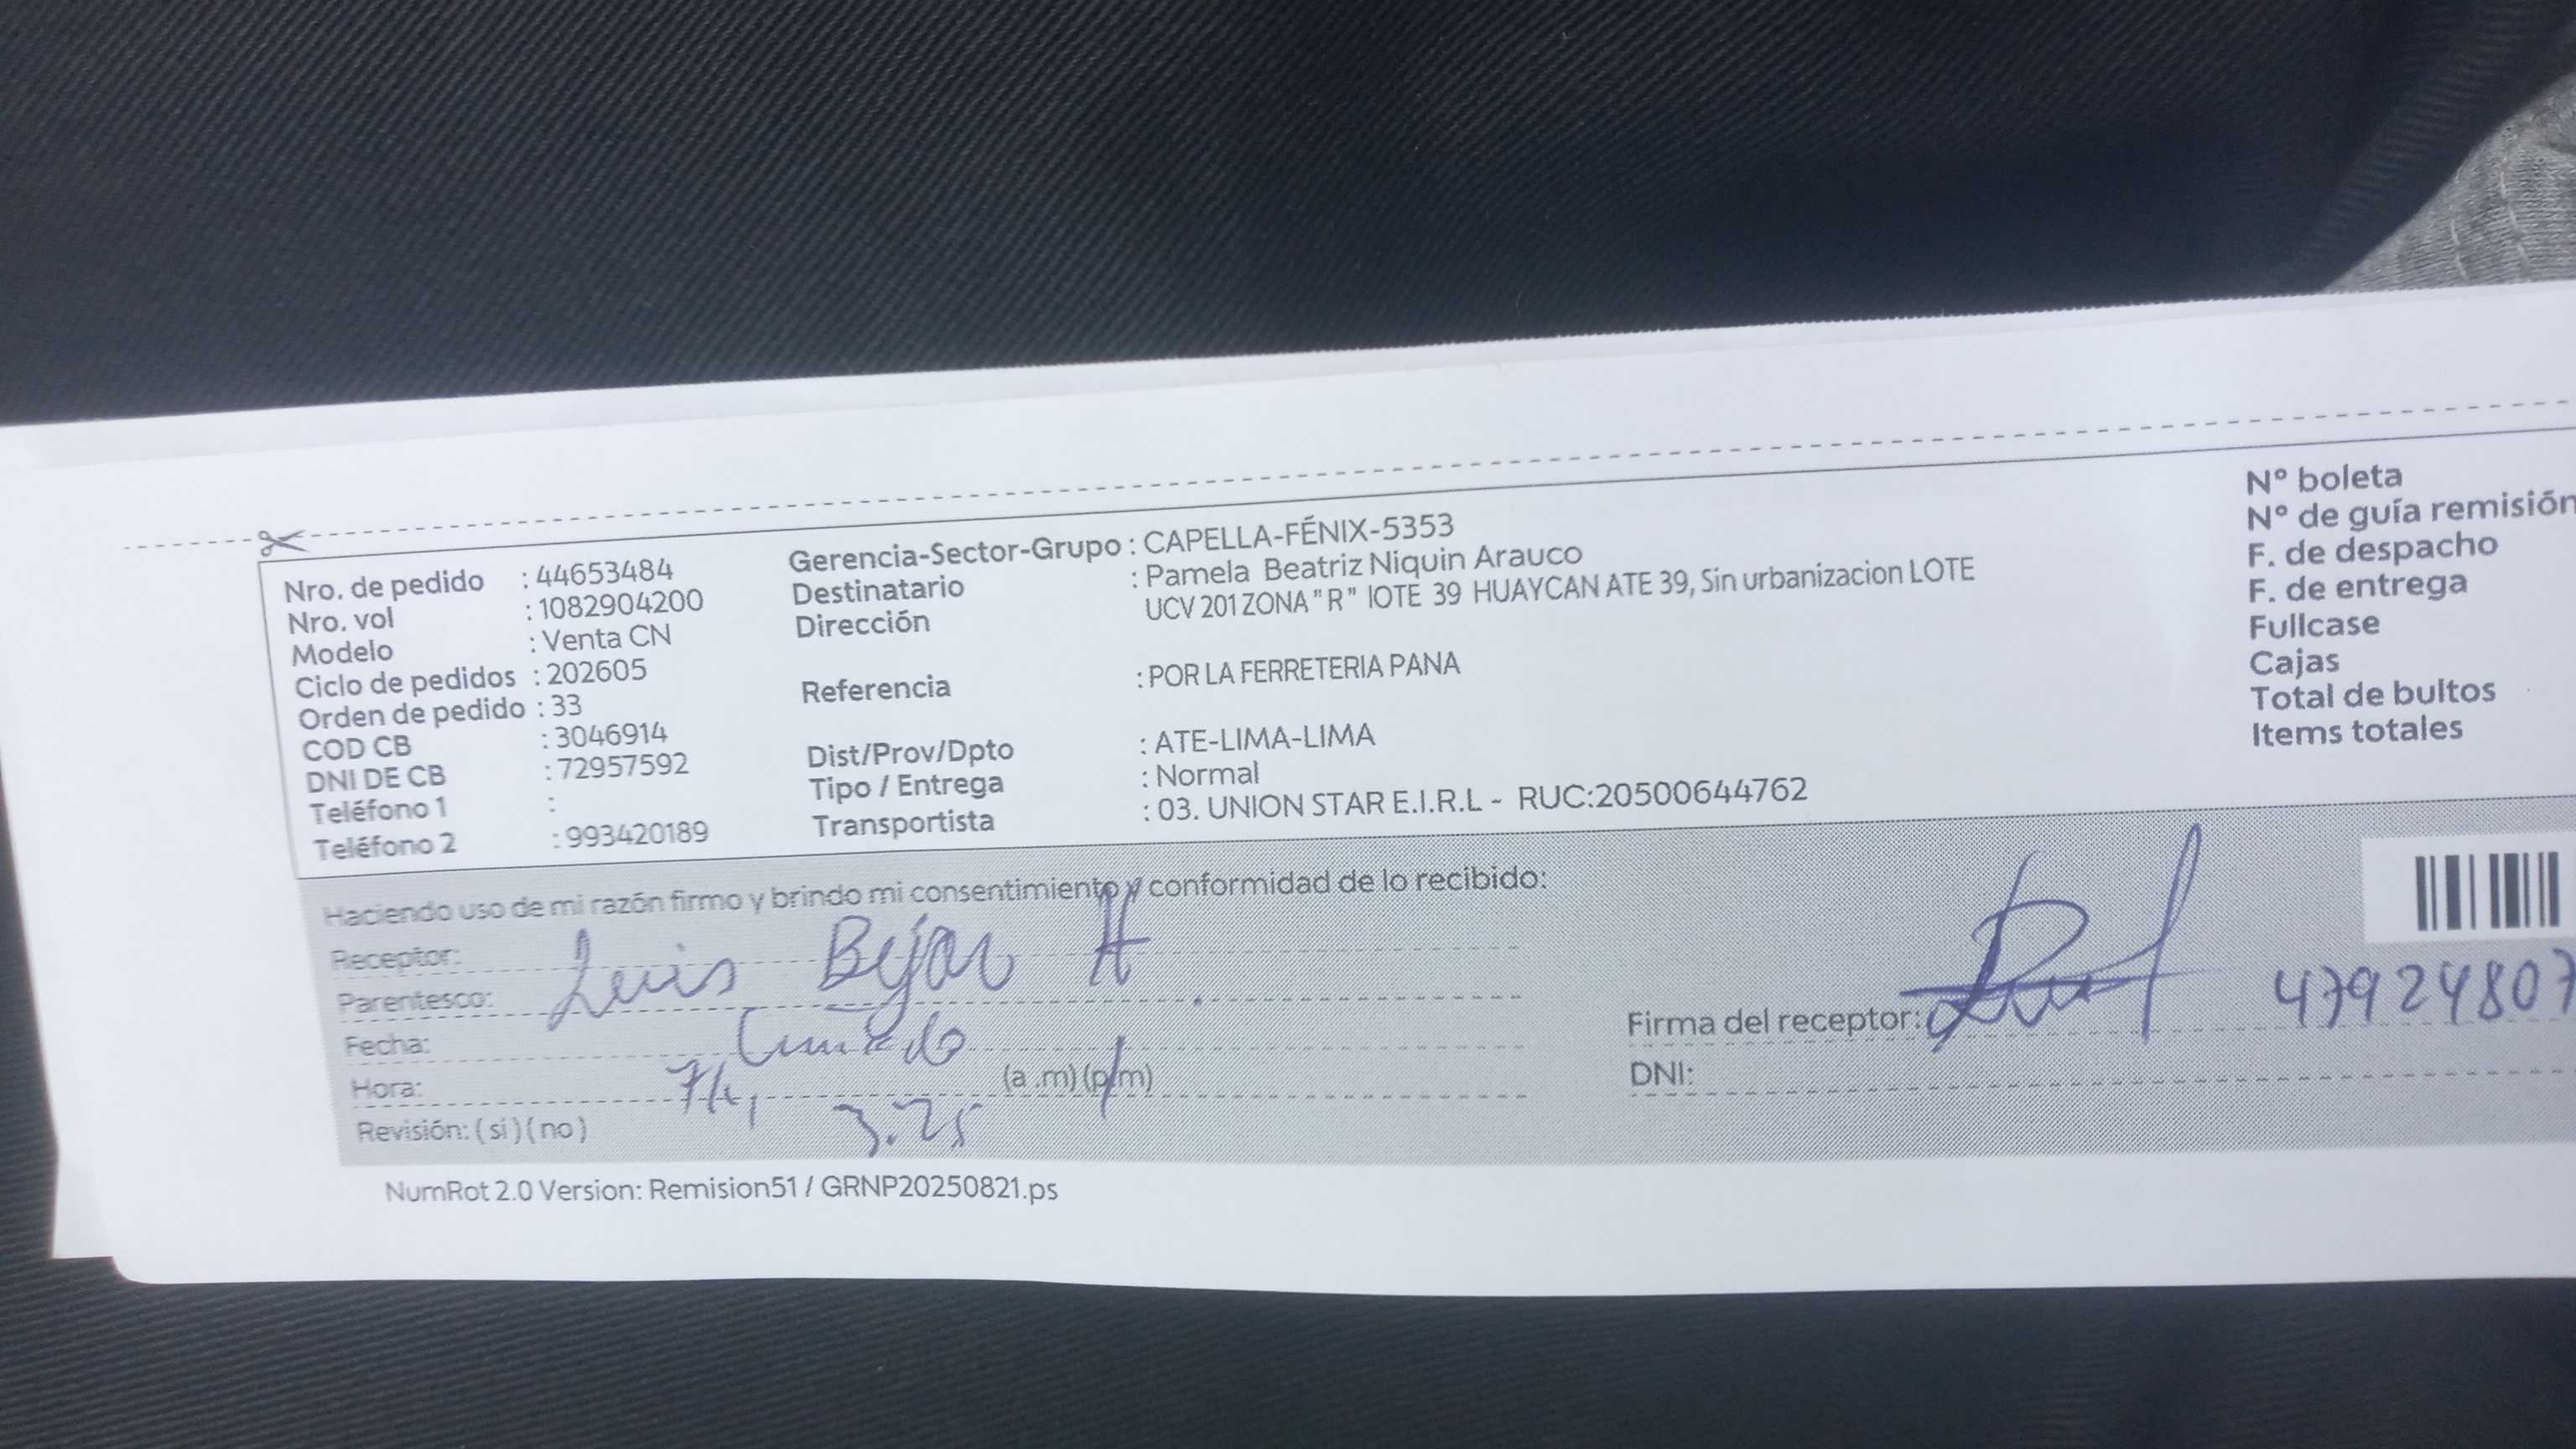 Nro. de pedido : 44653484
Nro. vol : 1082904200
Modelo : Venta CN
Ciclo de pedidos : 202605
Orden de pedido : 33
COD CB : 3046914
DNI DE CB : 72957592
Teléfono 1 :
Teléfono 2 : 993420189
Gerencia-Sector-Grupo : CAPELLA-FÉNIX-5353
Destinatario : Pamela Beatriz Niquin Arauco
Dirección UCV 201 ZONA "R" lOTE 39 HUAYCAN ATE 39, Sin urbanizacion LOTE
Referencia : POR LA FERRETERIA PANA
Dist/Prov/Dpto : ATE-LIMA-LIMA
Tipo / Entrega : Normal
Transportista : 03. UNION STAR E.I.R.L - RUC:20500644762
Nº boleta
Nº de guía remisión
F. de despacho
F. de entrega
Fullcase
Cajas
Total de bultos
Items totales
Haciendo uso de mi razón firmo y brindo mi consentimiento y conformidad de lo recibido:
Receptor: Luis Bejar H
Parentesco: Cuñado
Fecha:
Hora: (a .m) (p.m) 3.25
Revisión: ( si ) ( no )
Firma del receptor:
DNI: 47924807
NumRot 2.0 Version: Remision51 / GRNP20250821.ps